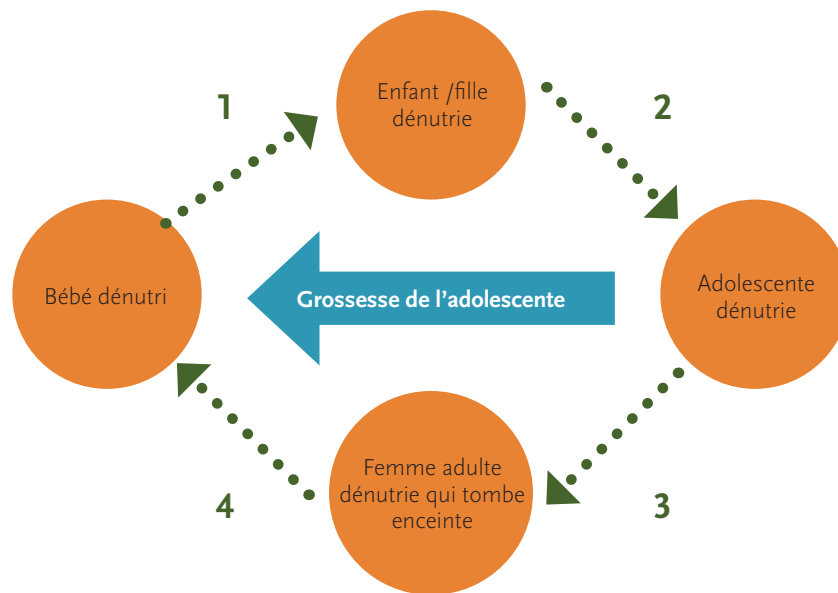 1
Enfant /fille
dénutrie
2
Bébé dénutri
Grossesse de l’adolescente
Adolescente
dénutrie
4
Femme adulte
dénutrie qui tombe
enceinte
3